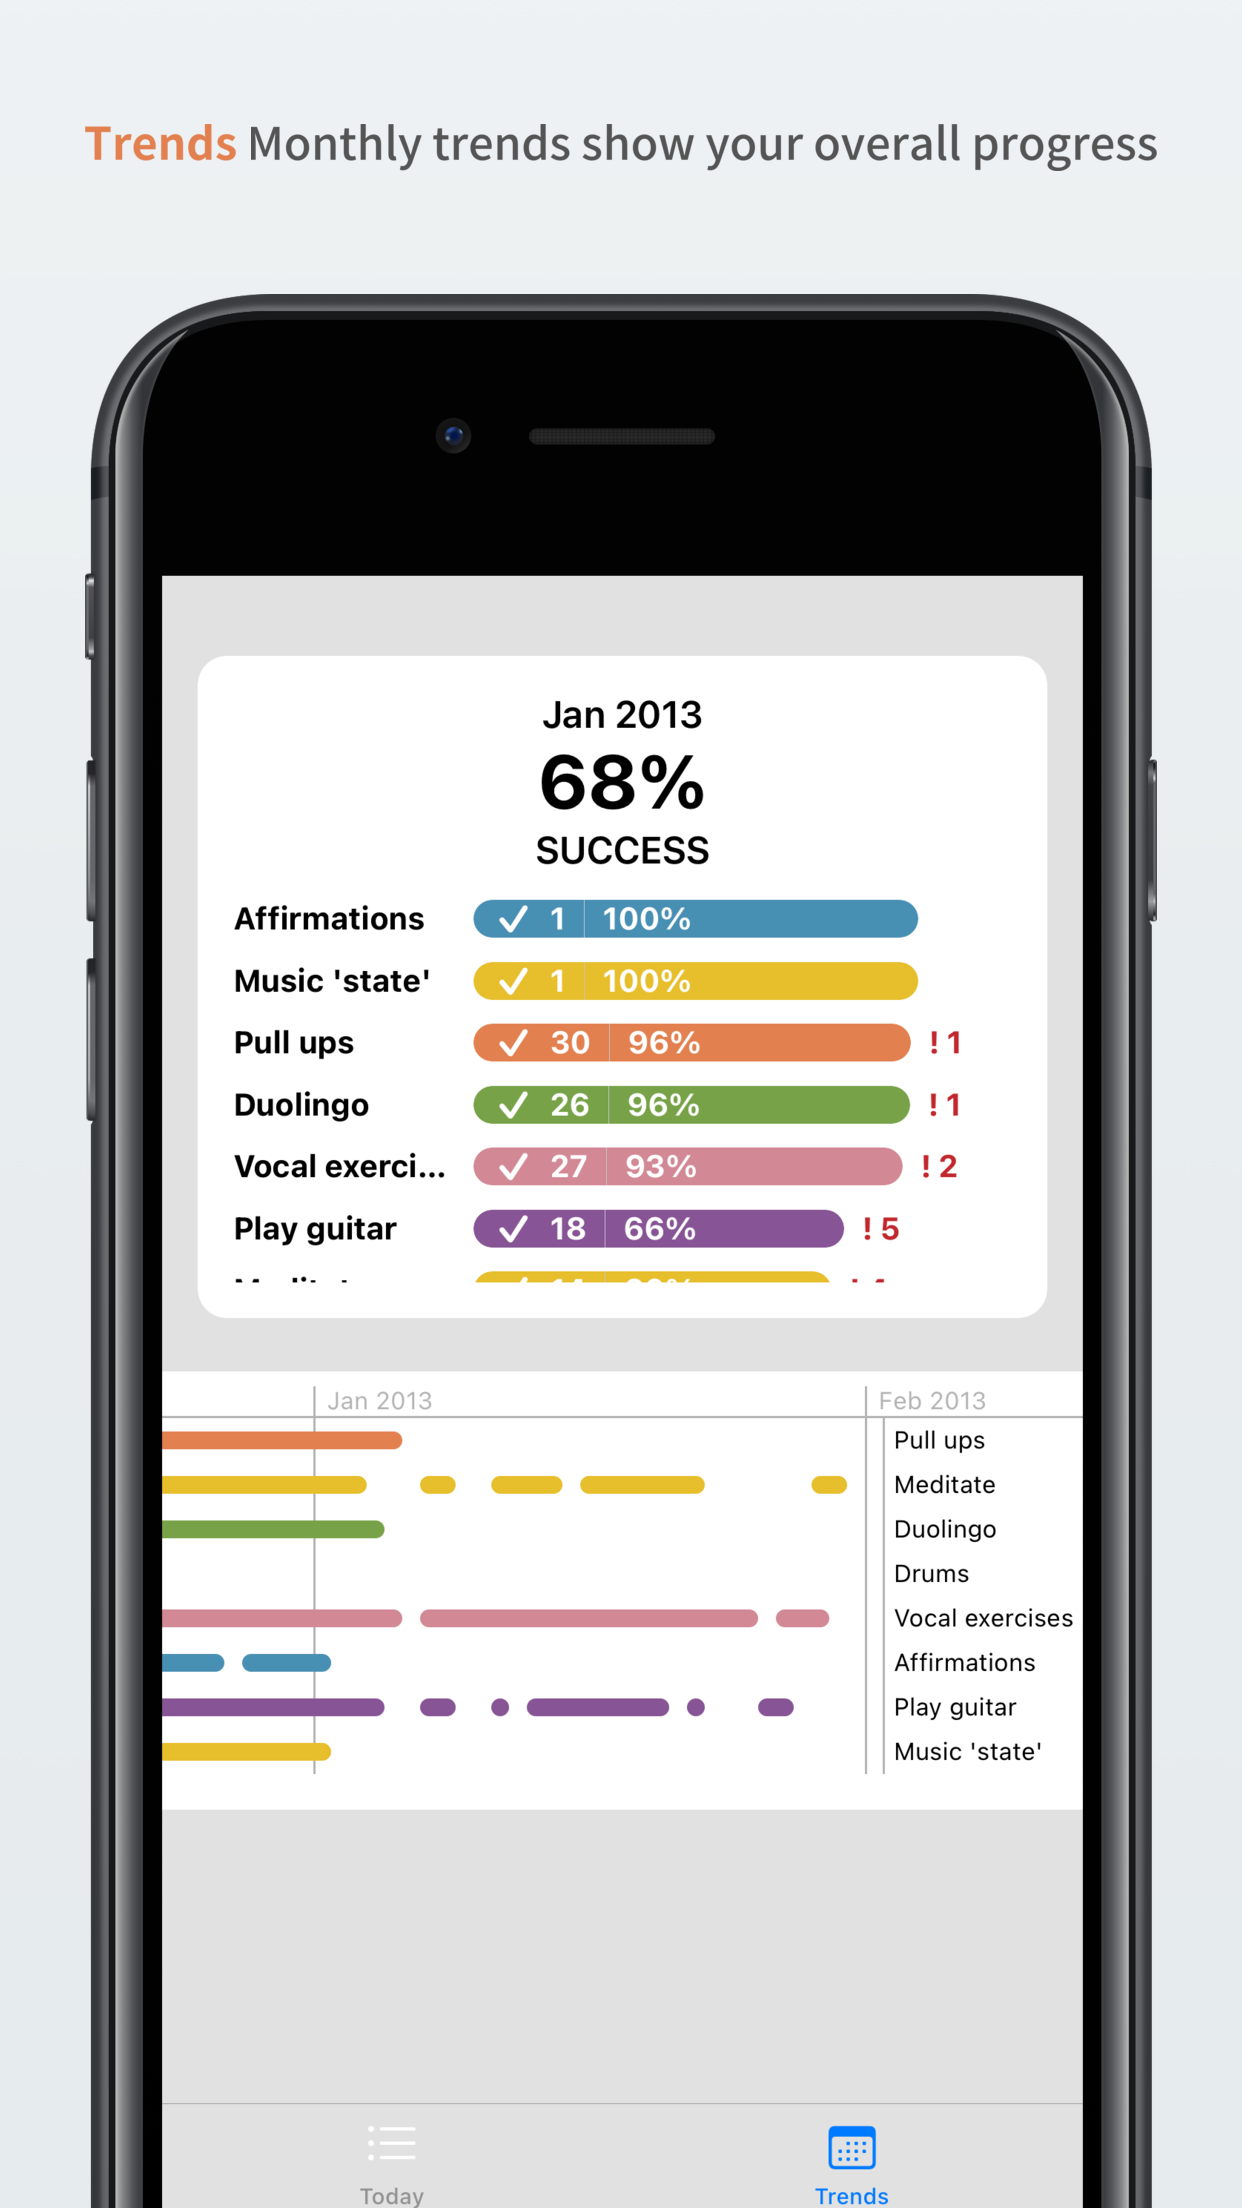 Trends Monthly trends show your overall progress
Jan 2013
68%
SUCCESS
Affirmations ✓ 1 100%
Music 'state' ✓ 1 100%
Pull ups ✓ 30 96% ! 1
Duolingo ✓ 26 96% ! 1
Vocal exerci... ✓ 27 93% ! 2
Play guitar ✓ 18 66% ! 5
Jan 2013 Feb 2013
Pull ups
Meditate
Duolingo
Drums
Vocal exercises
Affirmations
Play guitar
Music 'state'
Today Trends